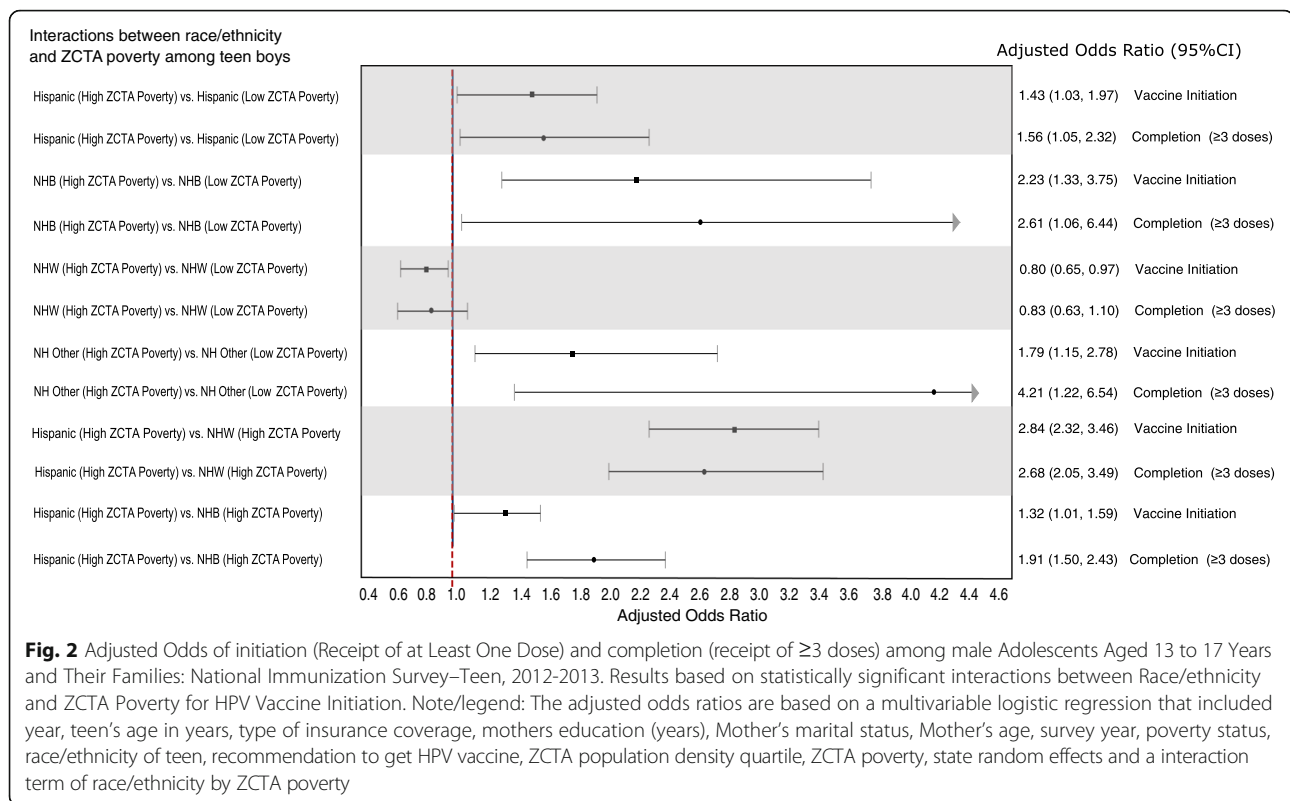 Interactions between race/ethnicity
and ZCTA poverty among teen boys
Adjusted Odds Ratio (95%CI)
Hispanic (High ZCTA Poverty) vs. Hispanic (Low ZCTA Poverty) 1.43 (1.03, 1.97) Vaccine Initiation
Hispanic (High ZCTA Poverty) vs. Hispanic (Low ZCTA Poverty) 1.56 (1.05, 2.32) Completion (≥3 doses)
NHB (High ZCTA Poverty) vs. NHB (Low ZCTA Poverty) 2.23 (1.33, 3.75) Vaccine Initiation
NHB (High ZCTA Poverty) vs. NHB (Low ZCTA Poverty) 2.61 (1.06, 6.44) Completion (≥3 doses)
NHW (High ZCTA Poverty) vs. NHW (Low ZCTA Poverty) 0.80 (0.65, 0.97) Vaccine Initiation
NHW (High ZCTA Poverty) vs. NHW (Low ZCTA Poverty) 0.83 (0.63, 1.10) Completion (≥3 doses)
NH Other (High ZCTA Poverty) vs. NH Other (Low ZCTA Poverty) 1.79 (1.15, 2.78) Vaccine Initiation
NH Other (High ZCTA Poverty) vs. NH Other (Low ZCTA Poverty) 4.21 (1.22, 6.54) Completion (≥3 doses)
Hispanic (High ZCTA Poverty) vs. NHW (High ZCTA Poverty 2.84 (2.32, 3.46) Vaccine Initiation
Hispanic (High ZCTA Poverty) vs. NHW (High ZCTA Poverty) 2.68 (2.05, 3.49) Completion (≥3 doses)
Hispanic (High ZCTA Poverty) vs. NHB (High ZCTA Poverty) 1.32 (1.01, 1.59) Vaccine Initiation
Hispanic (High ZCTA Poverty) vs. NHB (High ZCTA Poverty) 1.91 (1.50, 2.43) Completion (≥3 doses)
0.4 0.6 0.8 1.0 1.2 1.4 1.6 1.8 2.0 2.2 2.4 2.6 2.8 3.0 3.2 3.4 3.6 3.8 4.0 4.2 4.4 4.6
Adjusted Odds Ratio
Fig. 2 Adjusted Odds of initiation (Receipt of at Least One Dose) and completion (receipt of ≥3 doses) among male Adolescents Aged 13 to 17 Years
and Their Families: National Immunization Survey–Teen, 2012-2013. Results based on statistically significant interactions between Race/ethnicity
and ZCTA Poverty for HPV Vaccine Initiation. Note/legend: The adjusted odds ratios are based on a multivariable logistic regression that included
year, teen's age in years, type of insurance coverage, mothers education (years), Mother's marital status, Mother's age, survey year, poverty status,
race/ethnicity of teen, recommendation to get HPV vaccine, ZCTA population density quartile, ZCTA poverty, state random effects and a interaction
term of race/ethnicity by ZCTA poverty